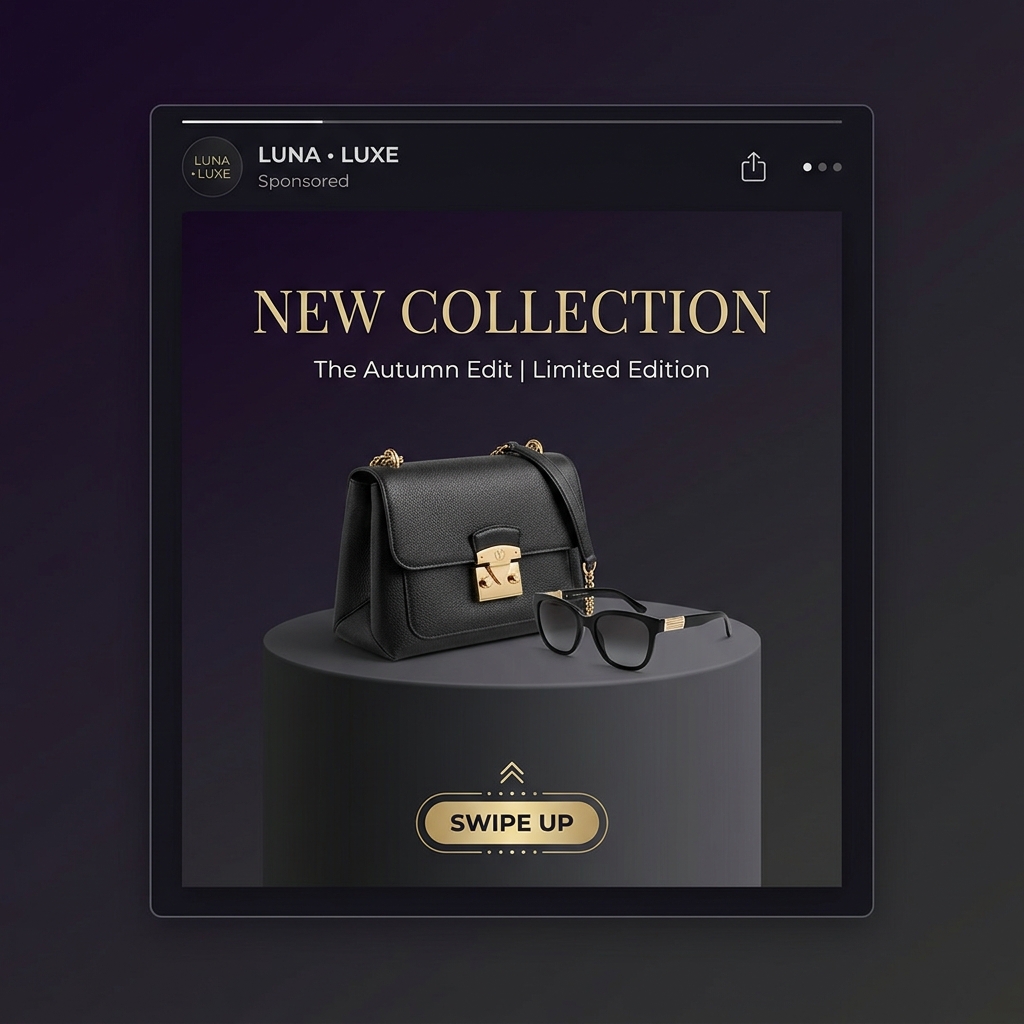 LUNA
•LUXE
LUNA • LUXE
Sponsored
NEW COLLECTION
The Autumn Edit | Limited Edition
SWIPE UP